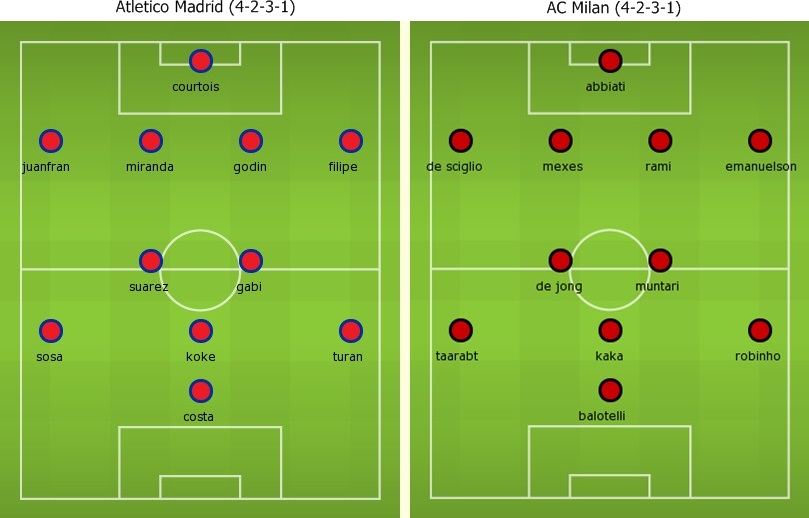 Atletico Madrid (4-2-3-1)
courtois
juanfran miranda godin filipe
suarez gabi
sosa koke turan
costa
AC Milan (4-2-3-1)
abbiati
de sciglio mexes rami emanuelson
de jong muntari
taarabt kaka robinho
balotelli